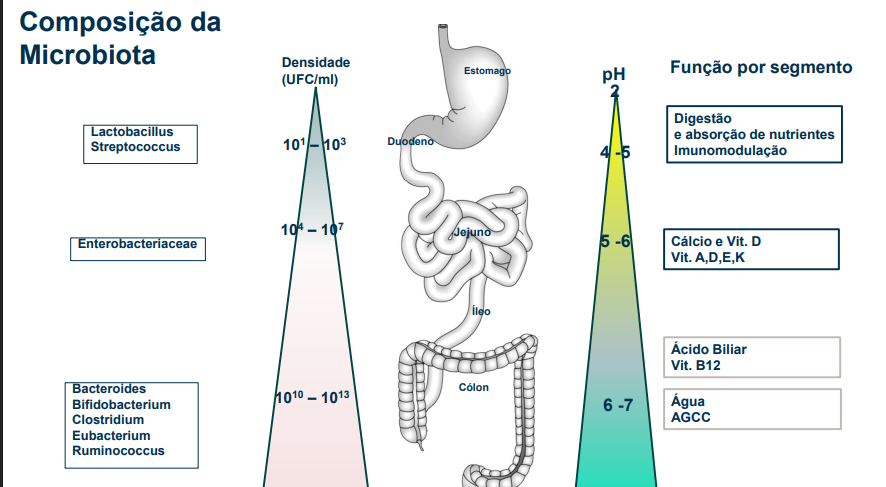 Composição da
Microbiota
Densidade
(UFC/ml)
Estomago
pH
2
Função por segmento
Lactobacillus
Streptococcus
10¹ – 10³
Duodeno
4 -5
Digestão
e absorção de nutrientes
Imunomodulação
Enterobacteriaceae
10⁴ – 10⁷
Jejuno
5 -6
Cálcio e Vit. D
Vit. A,D,E,K
Íleo
Ácido Biliar
Vit. B12
Bacteroides
Bifidobacterium
Clostridium
Eubacterium
Ruminococcus
10¹⁰ – 10¹³
Cólon
6 -7
Água
AGCC